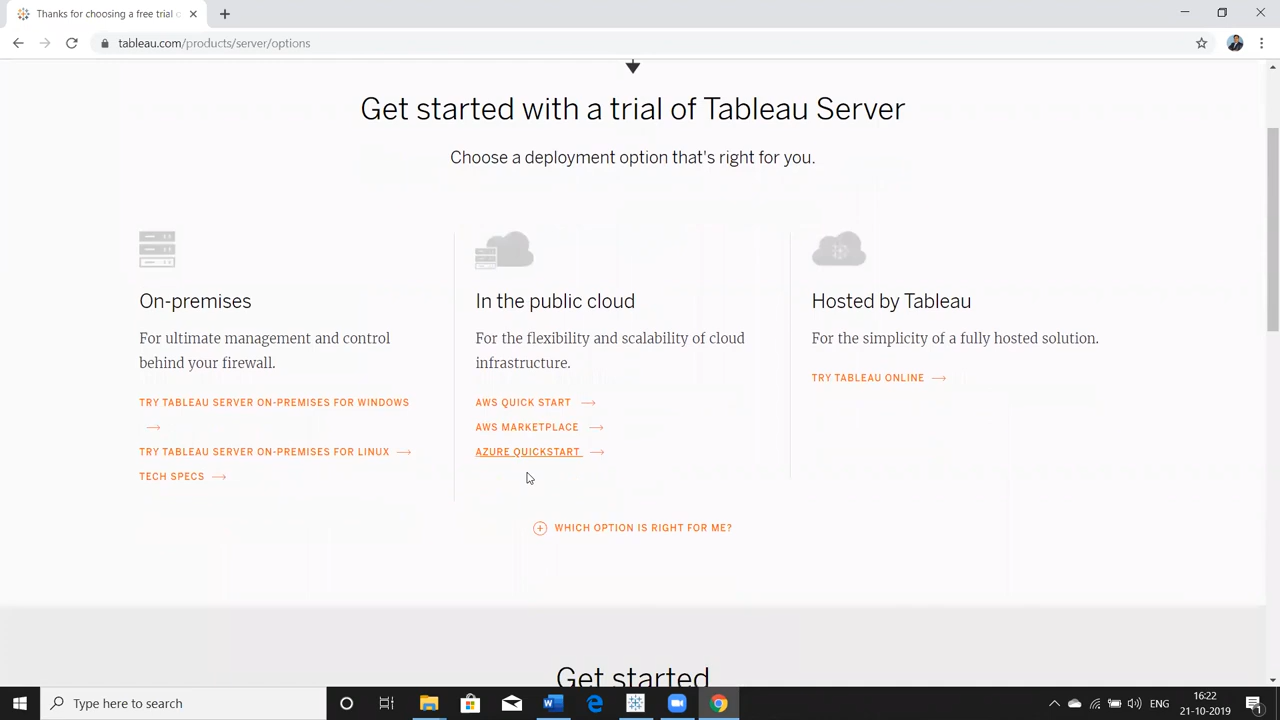 Thanks for choosing a free trial c
tableau.com/products/server/options
Get started with a trial of Tableau Server
Choose a deployment option that's right for you.
On-premises
For ultimate management and control
behind your firewall.
TRY TABLEAU SERVER ON-PREMISES FOR WINDOWS
TRY TABLEAU SERVER ON-PREMISES FOR LINUX
TECH SPECS
In the public cloud
For the flexibility and scalability of cloud
infrastructure.
AWS QUICK START
AWS MARKETPLACE
AZURE QUICKSTART
Hosted by Tableau
For the simplicity of a fully hosted solution.
TRY TABLEAU ONLINE
WHICH OPTION IS RIGHT FOR ME?
Get started
Type here to search
ENG
16:22
21-10-2019
1